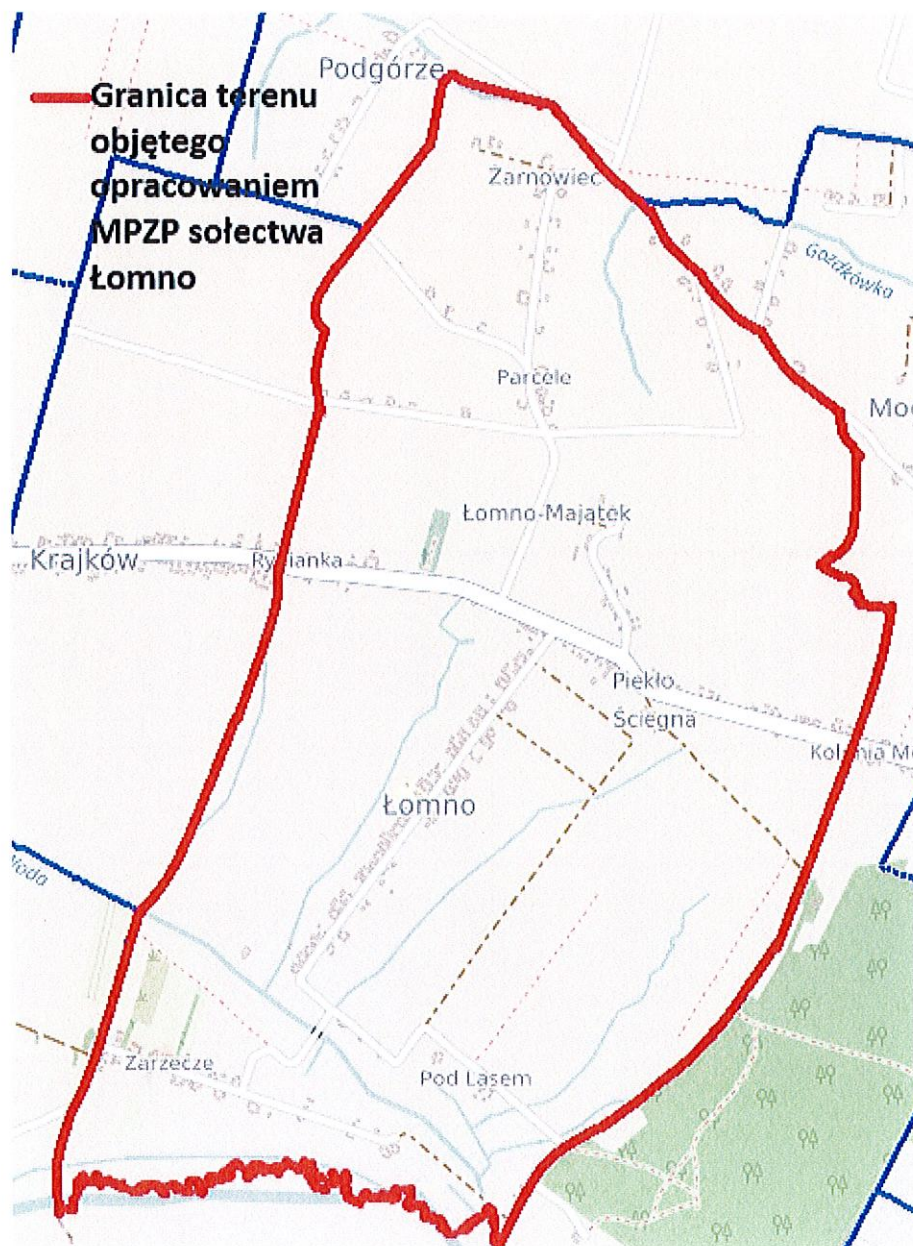 Podgórze
Granica terenu
objętego
opracowaniem
MPZP sołectwa
Łomno
Żarnowiec
Gozdkówka
Parcele
Łomno-Majątek
Krajków
Piekło
Ściegna
Łomno
Zarzecze
Pod Lasem